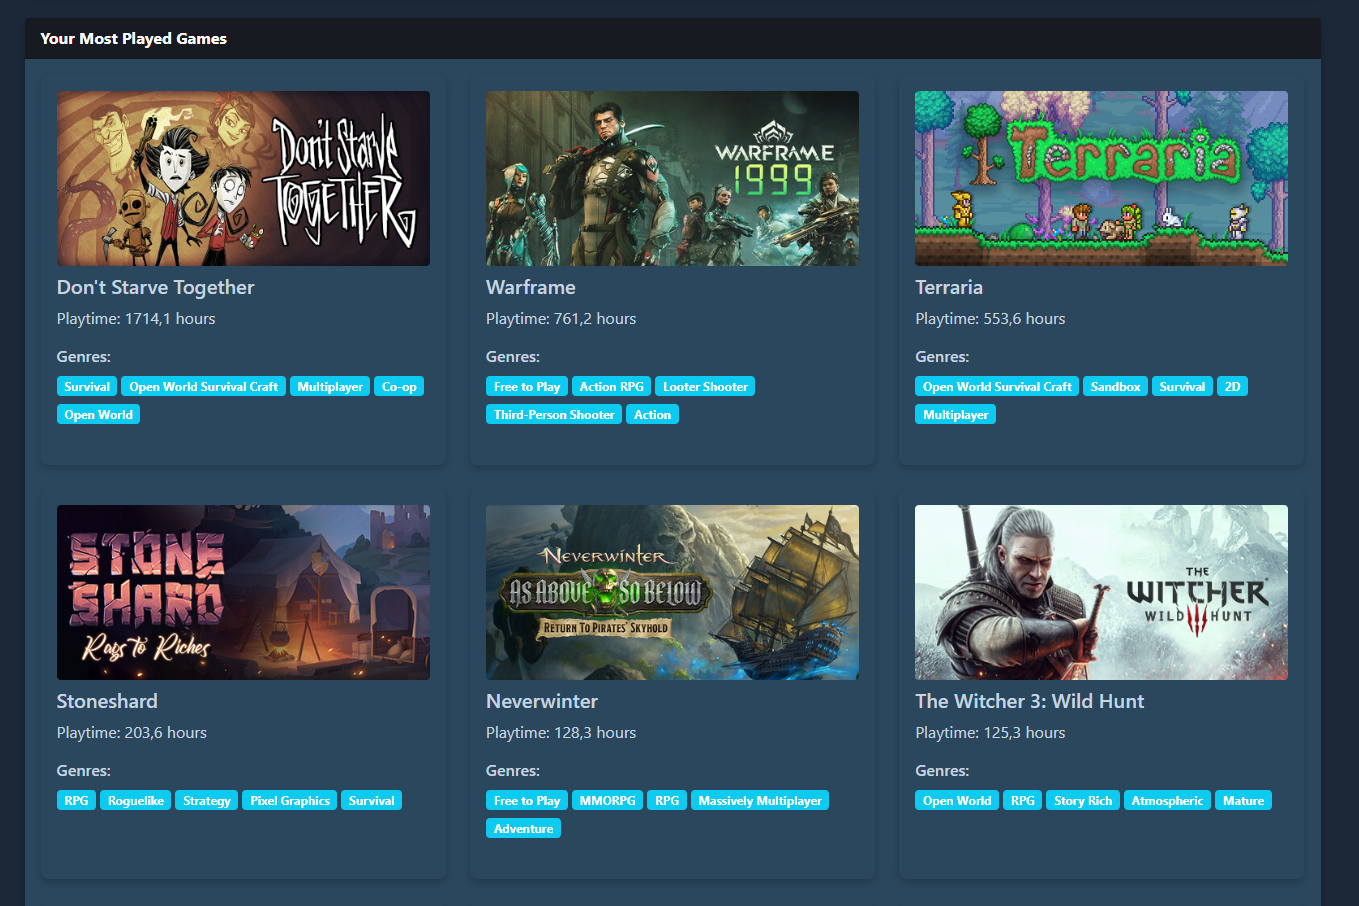 Your Most Played Games
Don't Starve
TOGETHER
Don't Starve Together
Playtime: 1714,1 hours
Genres:
Survival Open World Survival Craft Multiplayer Co-op
Open World
WARFRAME
1999
Warframe
Playtime: 761,2 hours
Genres:
Free to Play Action RPG Looter Shooter
Third-Person Shooter Action
Terraria
Terraria
Playtime: 553,6 hours
Genres:
Open World Survival Craft Sandbox Survival 2D
Multiplayer
STONE
SHARD
Rags To Riches
Stoneshard
Playtime: 203,6 hours
Genres:
RPG Roguelike Strategy Pixel Graphics Survival
NEVERWINTER
AS ABOVE SO BELOW
RETURN TO PIRATES' SKYHOLD
Neverwinter
Playtime: 128,3 hours
Genres:
Free to Play MMORPG RPG Massively Multiplayer
Adventure
THE
WITCHER
WILD HUNT
The Witcher 3: Wild Hunt
Playtime: 125,3 hours
Genres:
Open World RPG Story Rich Atmospheric Mature